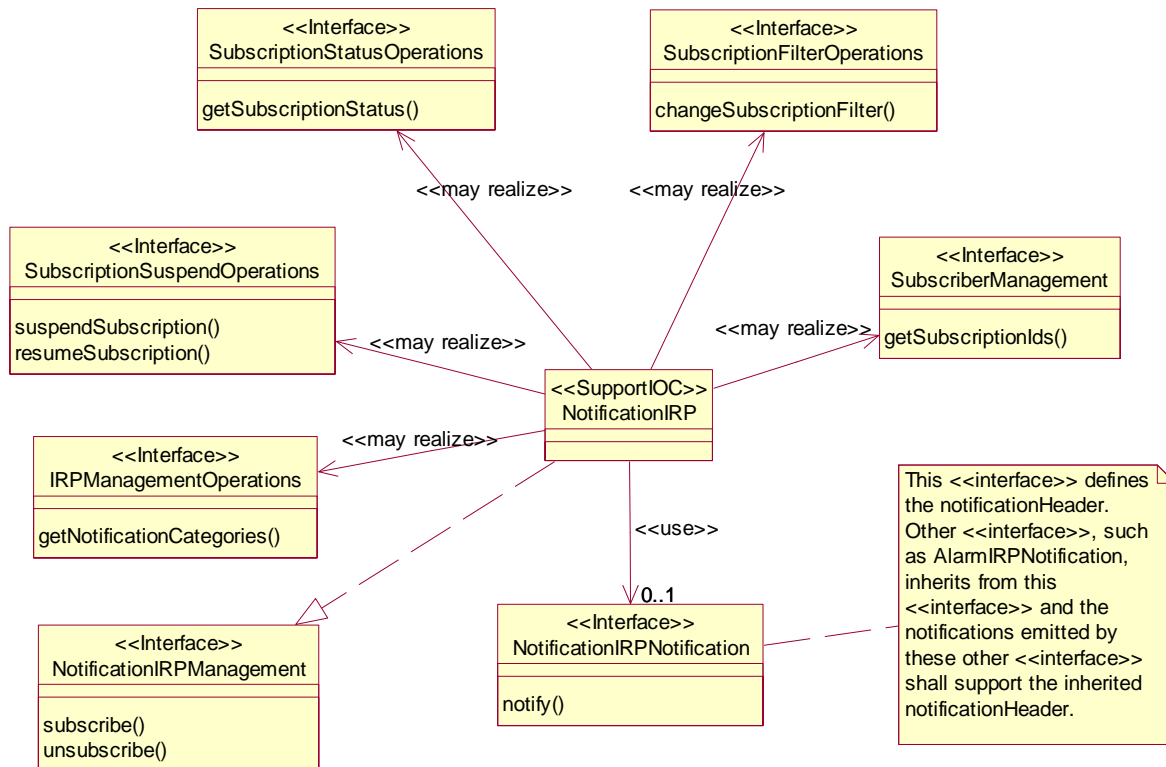 <<Interface>>
SubscriptionStatusOperations
getSubscriptionStatus()
<<Interface>>
SubscriptionFilterOperations
changeSubscriptionFilter()
<<may realize>>
<<may realize>>
<<Interface>>
SubscriptionSuspendOperations
suspendSubscription()
resumeSubscription()
<<Interface>>
SubscriberManagement
getSubscriptionIds()
<<may realize>>
<<may realize>>
<<SupportIOC>>
NotificationIRP
<<may realize>>
<<Interface>>
IRPManagementOperations
getNotificationCategories()
<<use>>
0..1
<<Interface>>
NotificationIRPManagement
subscribe()
unsubscribe()
<<Interface>>
NotificationIRPNotification
notify()
This <<interface>> defines
the notificationHeader.
Other <<interface>>, such
as AlarmIRPNotification,
inherits from this
<<interface>> and the
notifications emitted by
these other <<interface>>
shall support the inherited
notificationHeader.